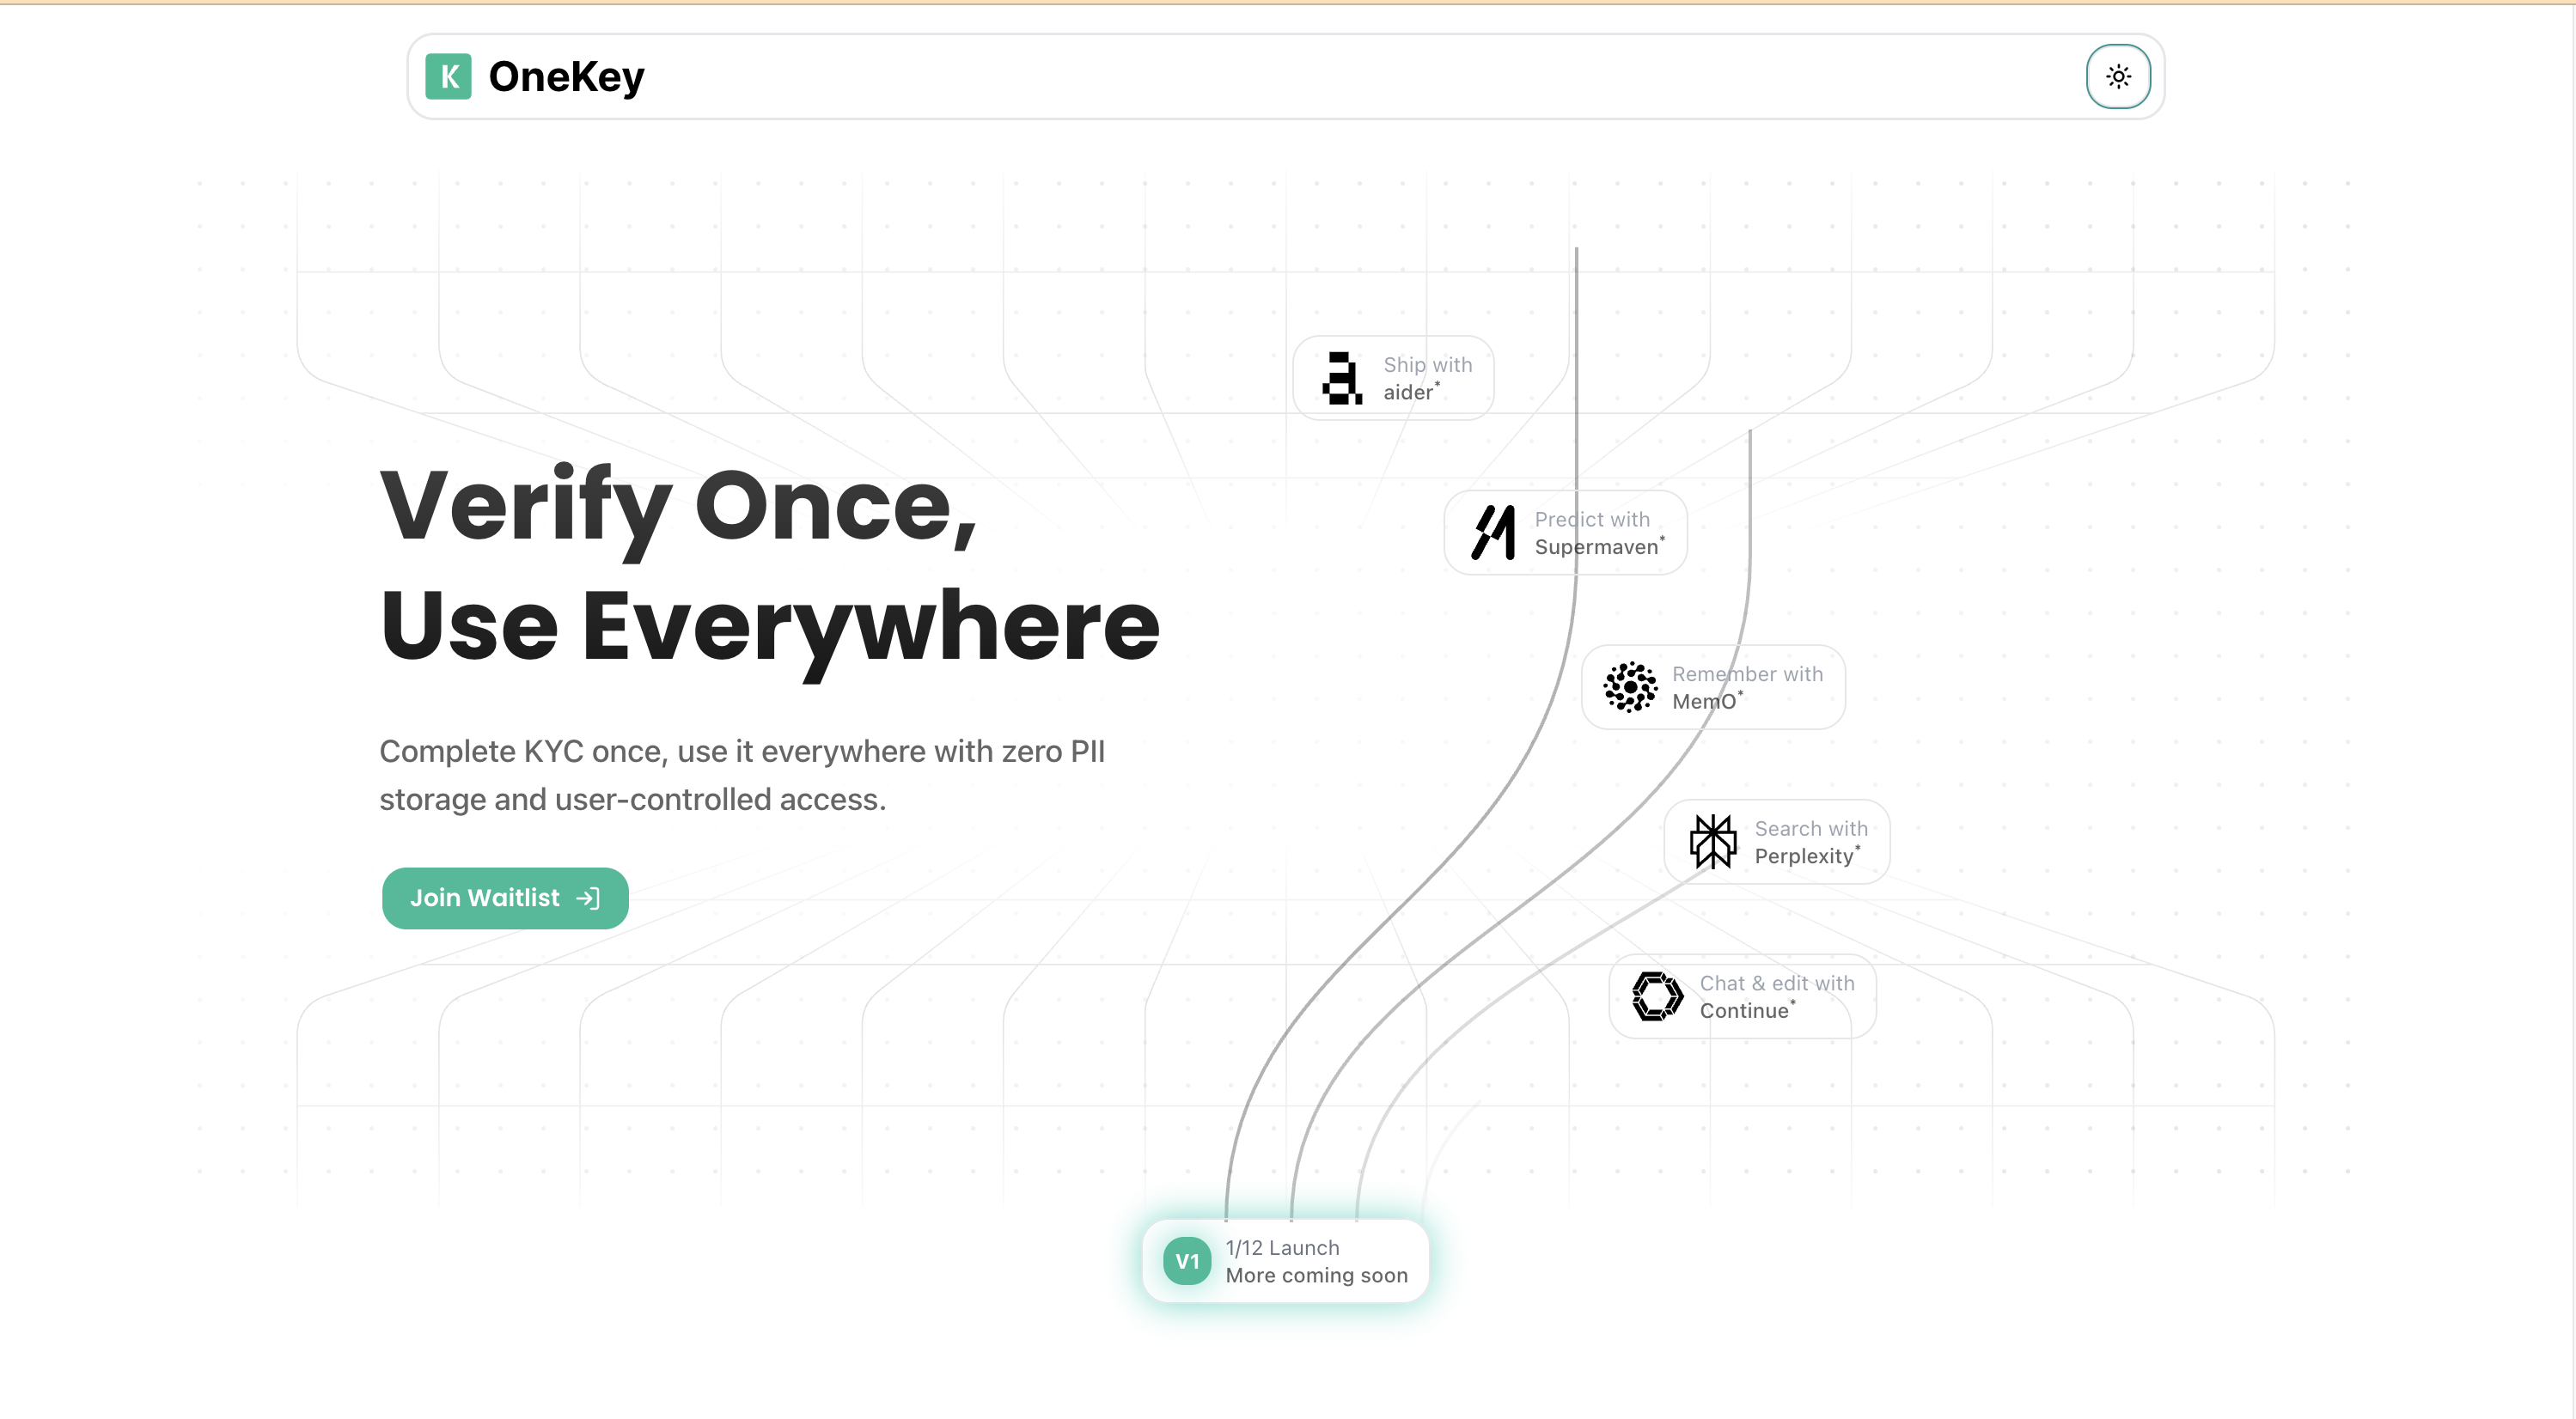 K OneKey
Verify Once,
Use Everywhere
Complete KYC once, use it everywhere with zero PII
storage and user-controlled access.
Join Waitlist
Ship with
aider*
Predict with
Supermaven*
Remember with
MemO*
Search with
Perplexity*
Chat & edit with
Continue*
V1
1/12 Launch
More coming soon